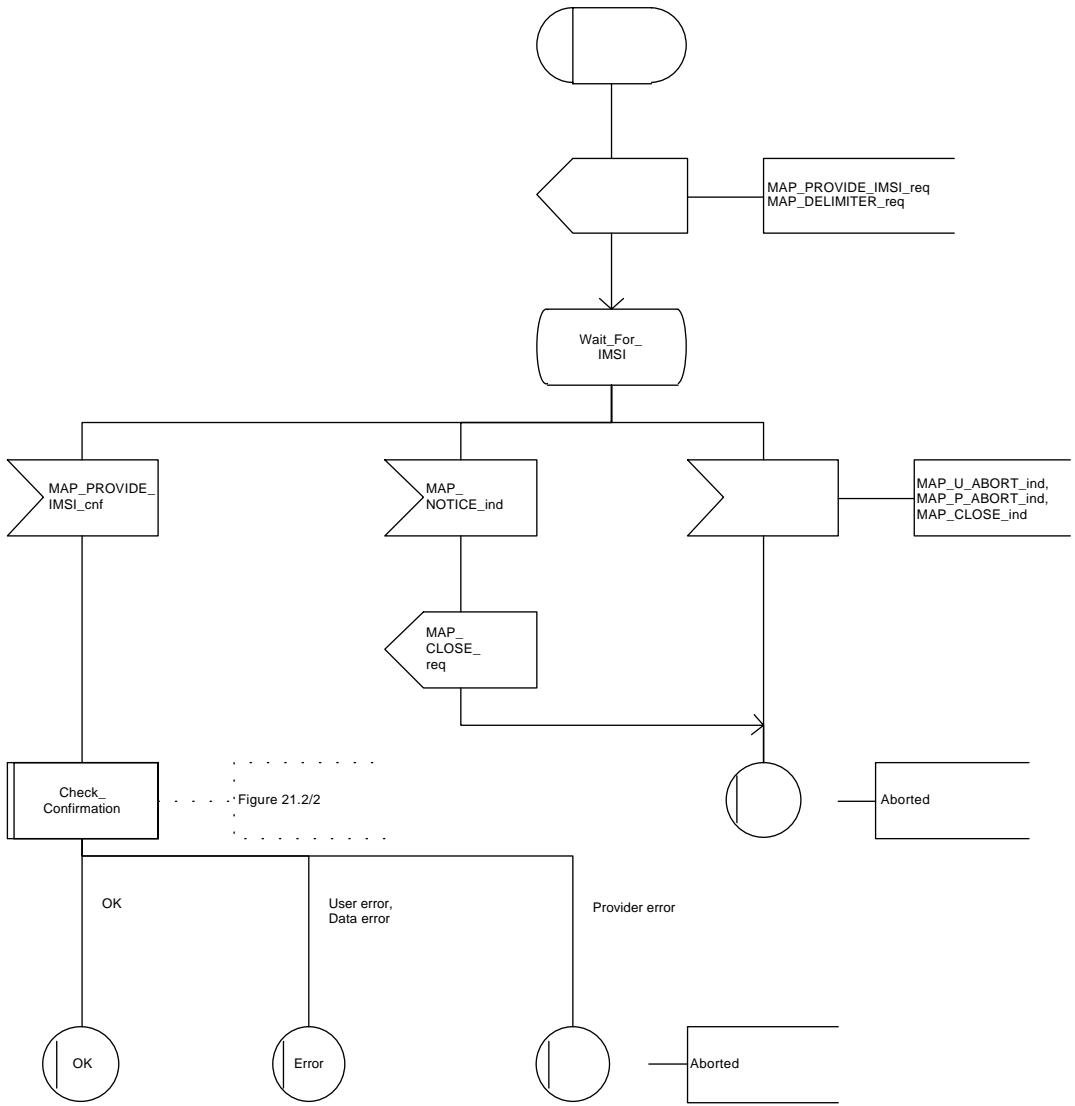 MAP_PROVIDE_IMSI_req
MAP_DELIMITER_req
Wait_For_
IMSI
MAP_PROVIDE_
IMSI_cnf
MAP_
NOTICE_ind
MAP_U_ABORT_ind,
MAP_P_ABORT_ind,
MAP_CLOSE_ind
MAP_
CLOSE_
req
Check_
Confirmation
Figure 21.2/2
Aborted
OK
User error,
Data error
Provider error
OK
Error
Aborted